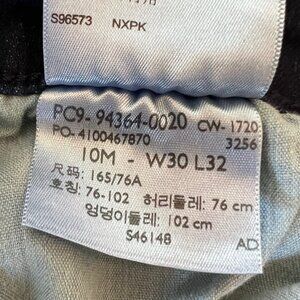 S96573 NXPK
PC9-94364-0020 CW-1720
PO-4100467870 3256
10M - W30 L32
尺码: 165/76A
호칭: 76-102 허리둘레: 76 cm
엉덩이둘레: 102 cm
S46148 AD